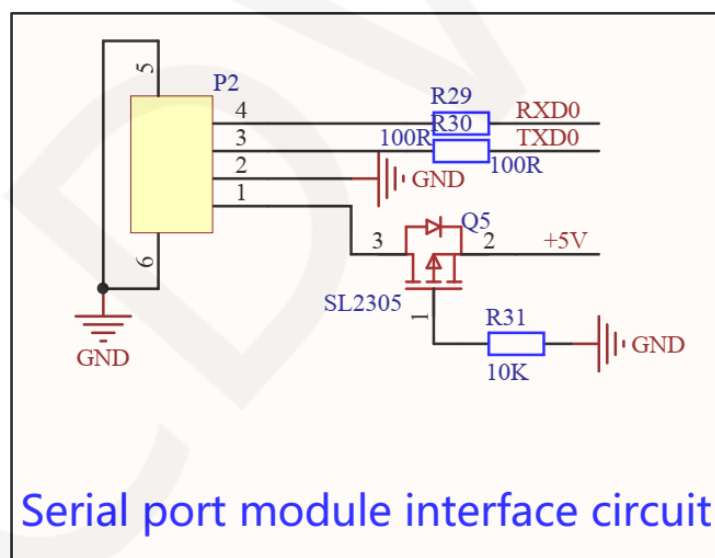 5
P2
R29
4
RXD0
R30
100R
3
TXD0
100R
2
GND
1
Q5
3
2
+5V
6
SL2305
1
R31
GND
GND
10K
Serial port module interface circuit